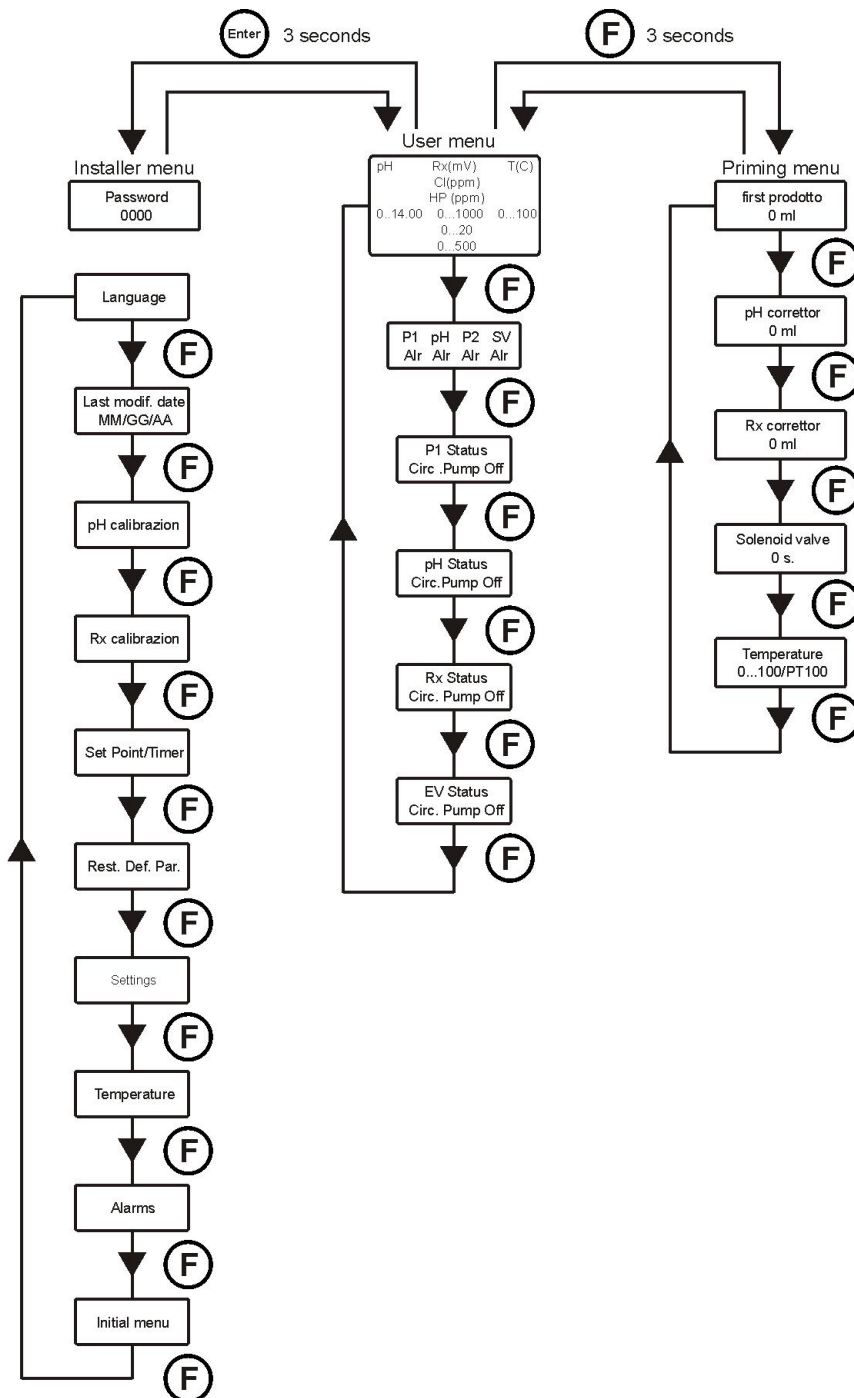 Enter 3 seconds
F 3 seconds
Installer menu
Password
0000
Language
F
Last modif. date
MM/GG/AA
F
pH calibrazion
F
Rx calibrazion
F
Set Point/Timer
F
Rest. Def. Par.
F
Settings
F
Temperature
F
Alarms
F
Initial menu
F
User menu
pH Rx(mV) T(C)
Cl(ppm)
HP (ppm)
0...14.00 0...1000 0...100
0...20
0...500
F
P1 pH P2 SV
Alr Alr Alr Alr
F
P1 Status
Circ .Pump Off
F
pH Status
Circ.Pump Off
F
Rx Status
Circ. Pump Off
F
EV Status
Circ. Pump Off
F
Priming menu
first prodotto
0 ml
F
pH correttor
0 ml
F
Rx correttor
0 ml
F
Solenoid valve
0 s.
F
Temperature
0...100/PT100
F